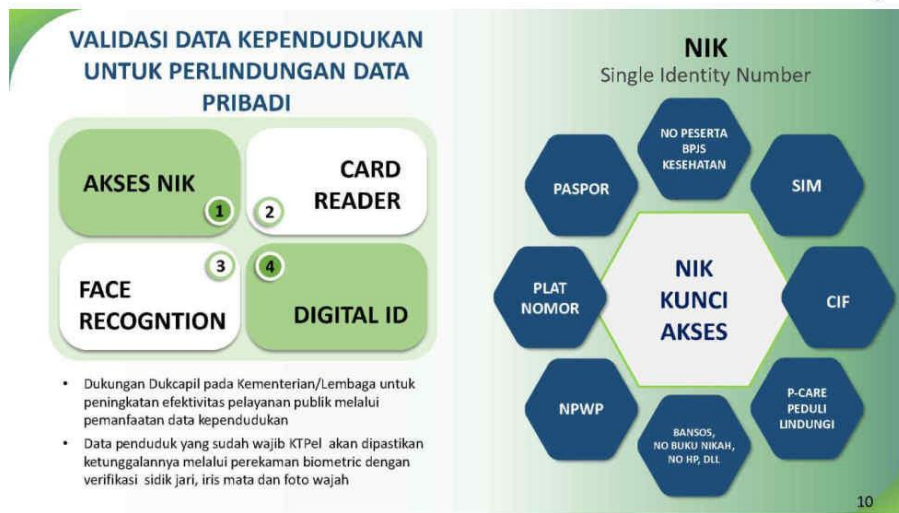 VALIDASI DATA KEPENDUDUKAN
UNTUK PERLINDUNGAN DATA
PRIBADI
AKSES NIK
1
CARD
READER
2
3
FACE
RECOGNTION
4
DIGITAL ID
• Dukungan Dukcapil pada Kementerian/Lembaga untuk
peningkatan efektivitas pelayanan publik melalui
pemanfaatan data kependudukan
• Data penduduk yang sudah wajib KTPel akan dipastikan
ketunggalannya melalui perekaman biometric dengan
verifikasi sidik jari, iris mata dan foto wajah
NIK
Single Identity Number
NO PESERTA
BPJS
KESEHATAN
PASPOR
SIM
PLAT
NOMOR
NIK
KUNCI
AKSES
CIF
NPWP
P-CARE
PEDULI
LINDUNGI
BANSOS,
NO BUKU NIKAH,
NO HP, DLL
10